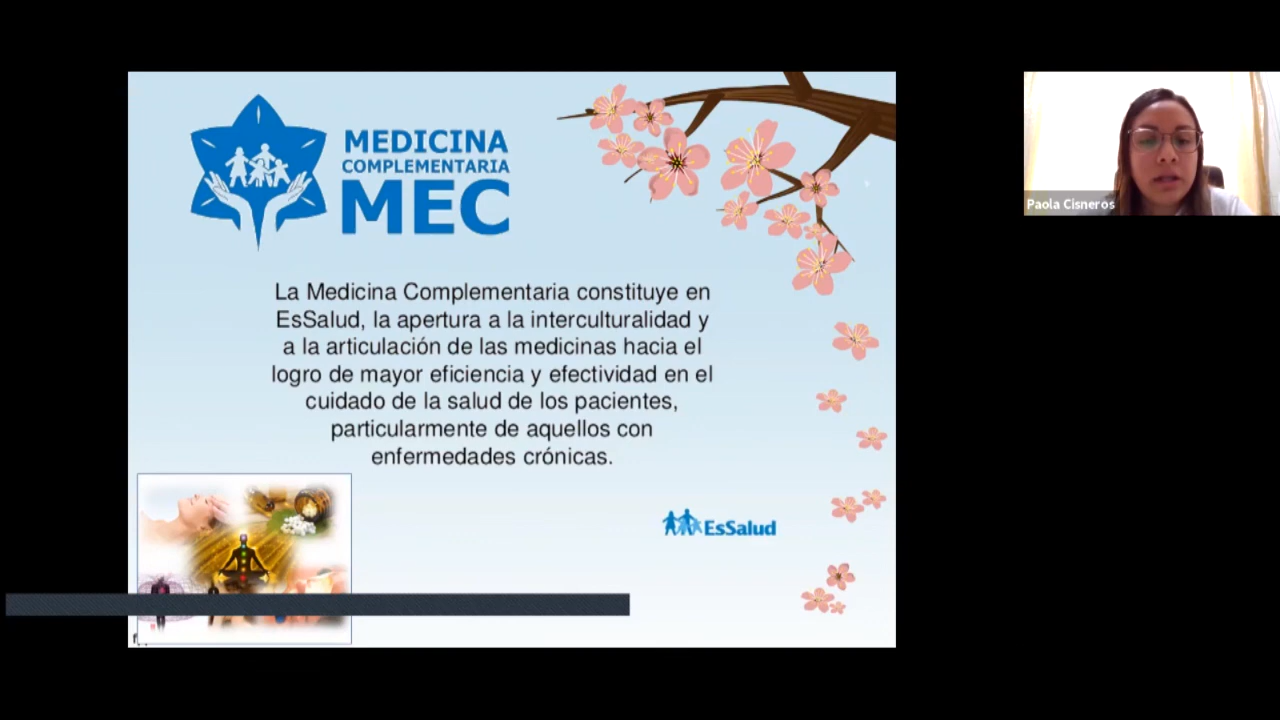 MEDICINA
COMPLEMENTARIA
MEC
La Medicina Complementaria constituye en
EsSalud, la apertura a la interculturalidad y
a la articulación de las medicinas hacia el
logro de mayor eficiencia y efectividad en el
cuidado de la salud de los pacientes,
particularmente de aquellos con
enfermedades crónicas.
EsSalud
Paola Cisneros